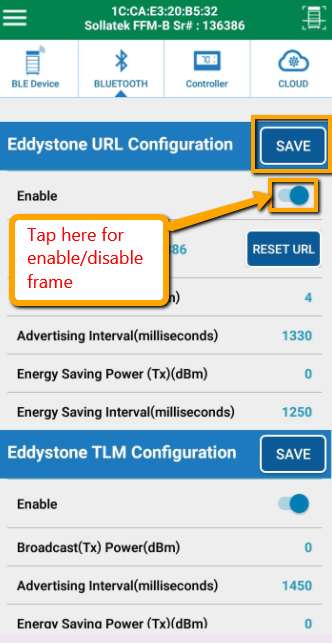 1C:CA:E3:20:B5:32
Sollatek FFM-B Sr# : 136386
BLE Device
BLUETOOTH
Controller
CLOUD
Eddystone URL Configuration
SAVE
Enable
Tap here for
enable/disable
frame
86
RESET URL
m)
4
Advertising Interval(milliseconds)
1330
Energy Saving Power (Tx)(dBm)
0
Energy Saving Interval(milliseconds)
1250
Eddystone TLM Configuration
SAVE
Enable
Broadcast(Tx) Power(dBm)
0
Advertising Interval(milliseconds)
1450
Energy Saving Power (Tx)(dBm)
0